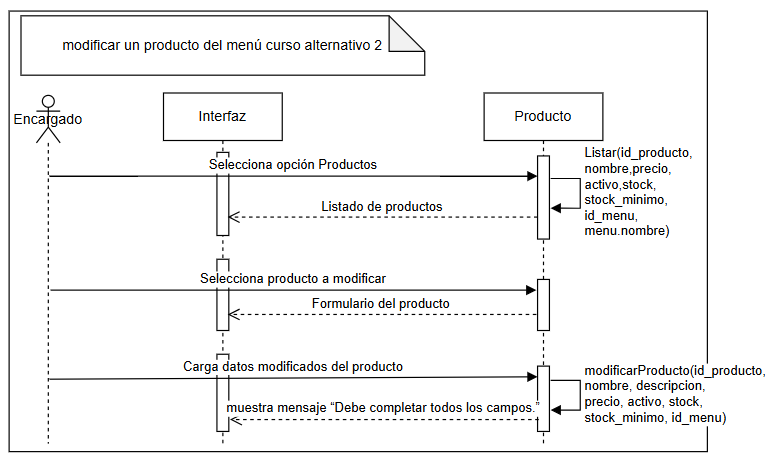 modificar un producto del menú curso alternativo 2
Encargado
Interfaz
Producto
Selecciona opción Productos
Listar(id_producto,
nombre,precio,
activo,stock,
stock_minimo,
id_menu,
menu.nombre)
Listado de productos
Selecciona producto a modificar
Formulario del producto
Carga datos modificados del producto
modificarProducto(id_producto,
nombre, descripcion,
precio, activo, stock,
stock_minimo, id_menu)
muestra mensaje “Debe completar todos los campos.”